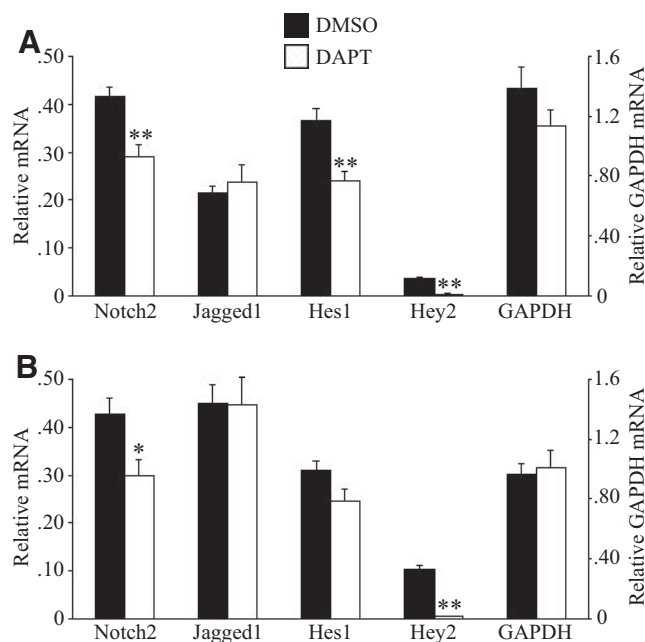 DMSO
DAPT
A
.50
.40
.30
.20
.10
0
Relative mRNA
1.6
1.2
.80
.40
0
Relative GAPDH mRNA
**
**
**
Notch2 Jagged1 Hes1 Hey2 GAPDH
B
.50
.40
.30
.20
.10
0
Relative mRNA
1.6
1.2
.80
.40
0
Relative GAPDH mRNA
*
**
Notch2 Jagged1 Hes1 Hey2 GAPDH